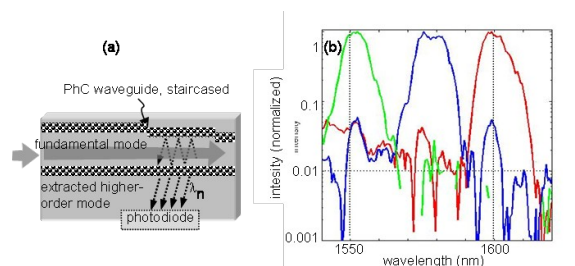 (a)
PhC waveguide, staircased
fundamental mode
extracted higher-
order mode
λn
photodiode
(b)
intesity (normalized)
1
0.1
0.01
0.001
1550
1600
wavelength (nm)